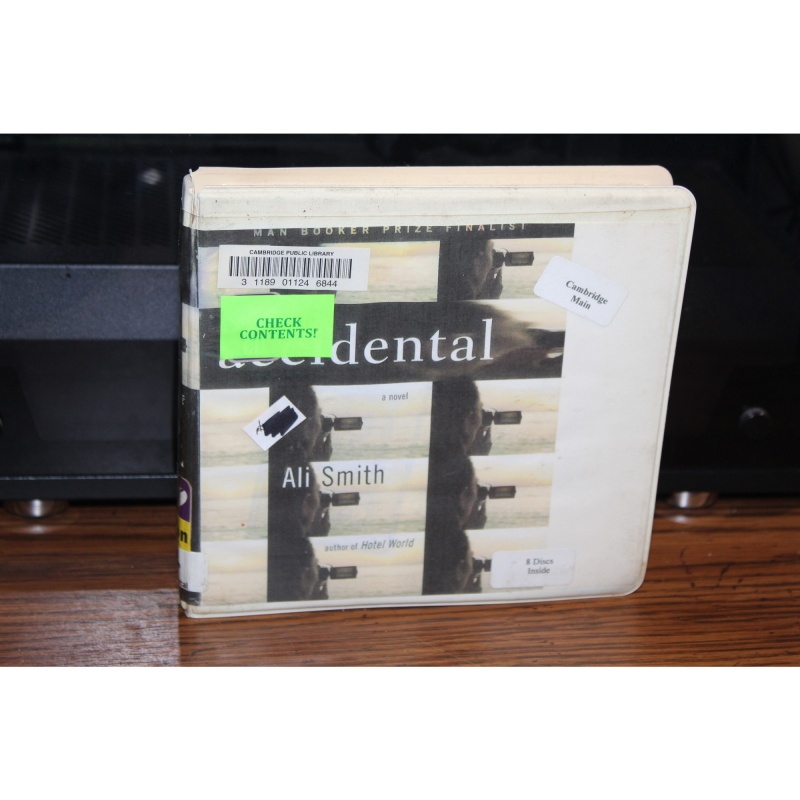 MAN BOOKER PRIZE FINALIST
CAMBRIDGE PUBLIC LIBRARY
3 1189 01124 6844
Cambridge
Main
CHECK
CONTENTS!
accidental
a novel
Ali Smith
author of Hotel World
8 Discs
Inside